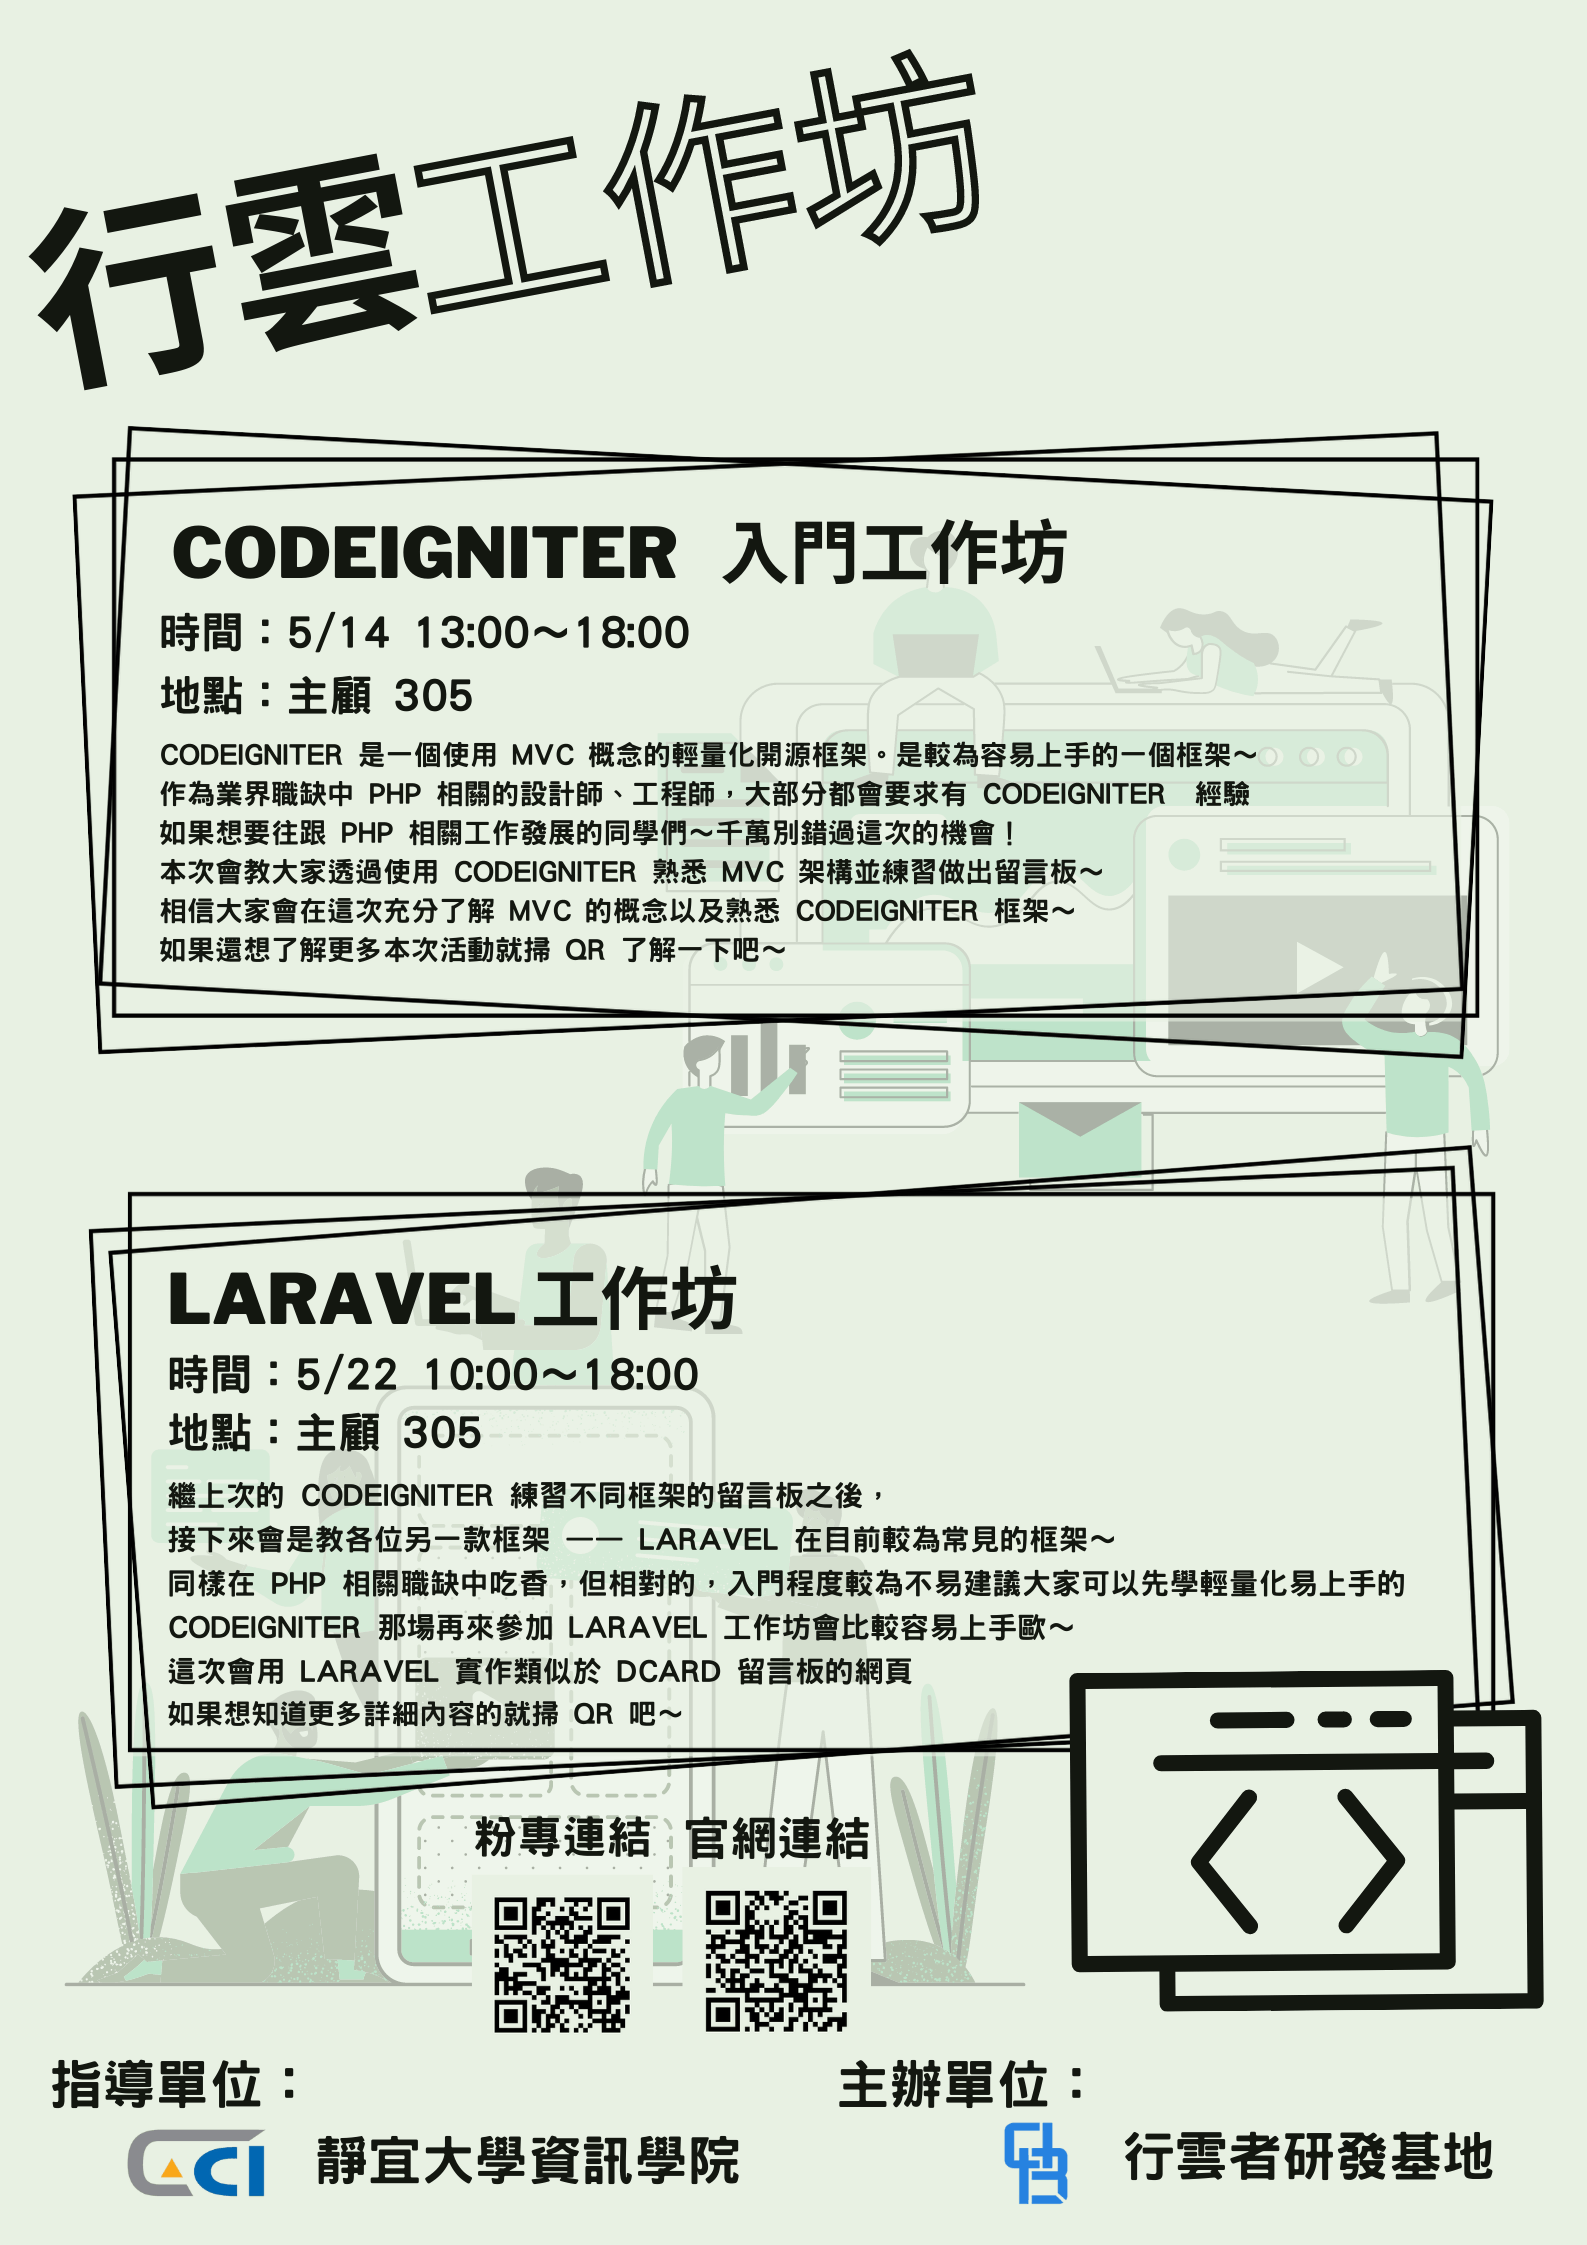 行雲工作坊
CODEIGNITER 入門工作坊
時間：5/14 13:00～18:00
地點：主顧 305
CODEIGNITER 是一個使用 MVC 概念的輕量化開源框架。是較為容易上手的一個框架～
作為業界職缺中 PHP 相關的設計師、工程師，大部分都會要求有 CODEIGNITER 經驗
如果想要往跟 PHP 相關工作發展的同學們～千萬別錯過這次的機會！
本次會教大家透過使用 CODEIGNITER 熟悉 MVC 架構並練習做出留言板～
相信大家會在這次充分了解 MVC 的概念以及熟悉 CODEIGNITER 框架～
如果還想了解更多本次活動就掃 QR 了解一下吧～
LARAVEL 工作坊
時間：5/22 10:00～18:00
地點：主顧 305
繼上次的 CODEIGNITER 練習不同框架的留言板之後，
接下來會是教各位另一款框架 —— LARAVEL 在目前較為常見的框架～
同樣在 PHP 相關職缺中吃香，但相對的，入門程度較為不易建議大家可以先學輕量化易上手的
CODEIGNITER 那場再來參加 LARAVEL 工作坊會比較容易上手歐～
這次會用 LARAVEL 實作類似於 DCARD 留言板的網頁
如果想知道更多詳細內容的就掃 QR 吧～
粉專連結 官網連結
指導單位：
CCI 靜宜大學資訊學院
主辦單位：
行雲者研發基地